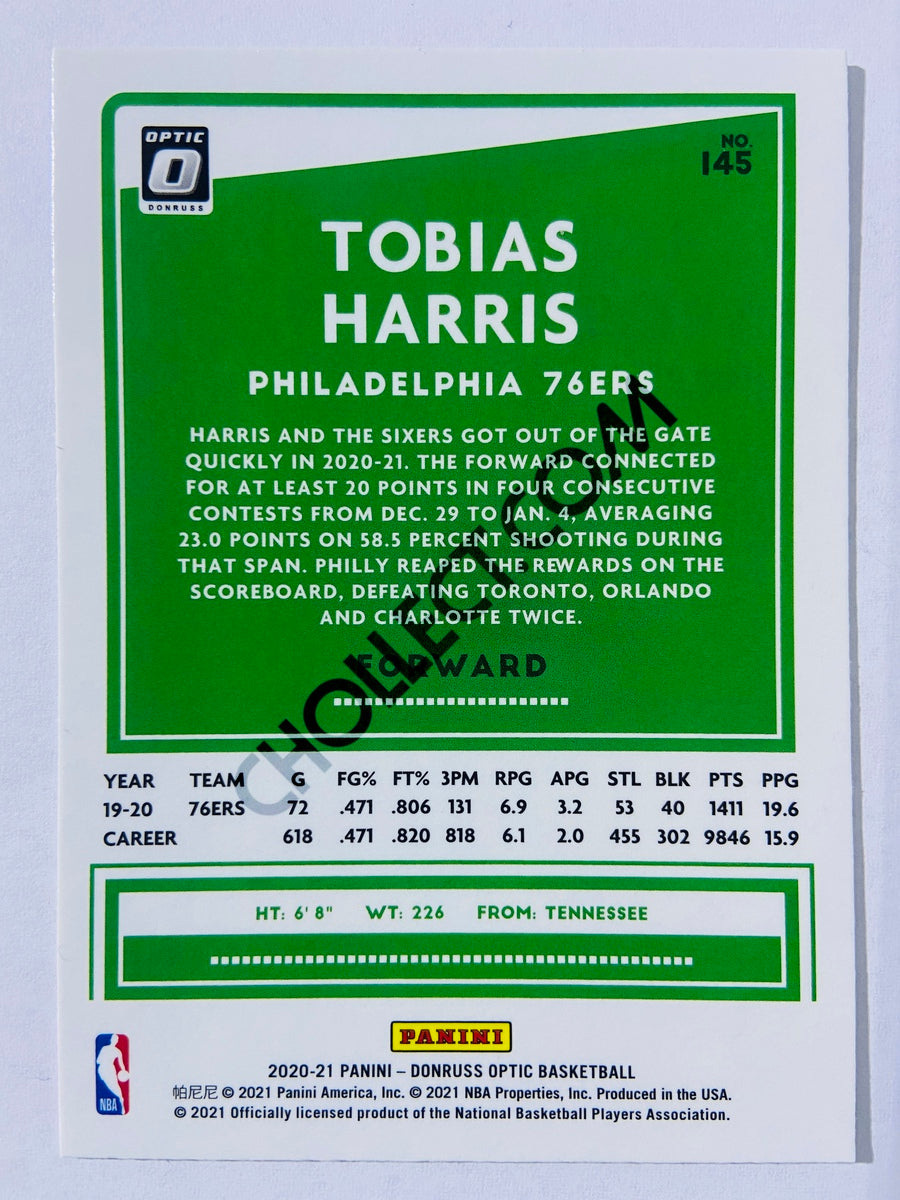 OPTIC
O
DONRUSS
NO.
145
TOBIAS
HARRIS
PHILADELPHIA 76ERS
HARRIS AND THE SIXERS GOT OUT OF THE GATE
QUICKLY IN 2020-21. THE FORWARD CONNECTED
FOR AT LEAST 20 POINTS IN FOUR CONSECUTIVE
CONTESTS FROM DEC. 29 TO JAN. 4, AVERAGING
23.0 POINTS ON 58.5 PERCENT SHOOTING DURING
THAT SPAN. PHILLY REAPED THE REWARDS ON THE
SCOREBOARD, DEFEATING TORONTO, ORLANDO
AND CHARLOTTE TWICE.
FORWARD
CHOLLECT.COM
YEAR TEAM G FG% FT% 3PM RPG APG STL BLK PTS PPG
19-20 76ERS 72 .471 .806 131 6.9 3.2 53 40 1411 19.6
CAREER 618 .471 .820 818 6.1 2.0 455 302 9846 15.9
HT: 6' 8" WT: 226 FROM: TENNESSEE
PANINI
NBA
2020-21 PANINI – DONRUSS OPTIC BASKETBALL
帕尼尼 © 2021 Panini America, Inc. © 2021 NBA Properties, Inc. Produced in the USA.
© 2021 Officially licensed product of the National Basketball Players Association.